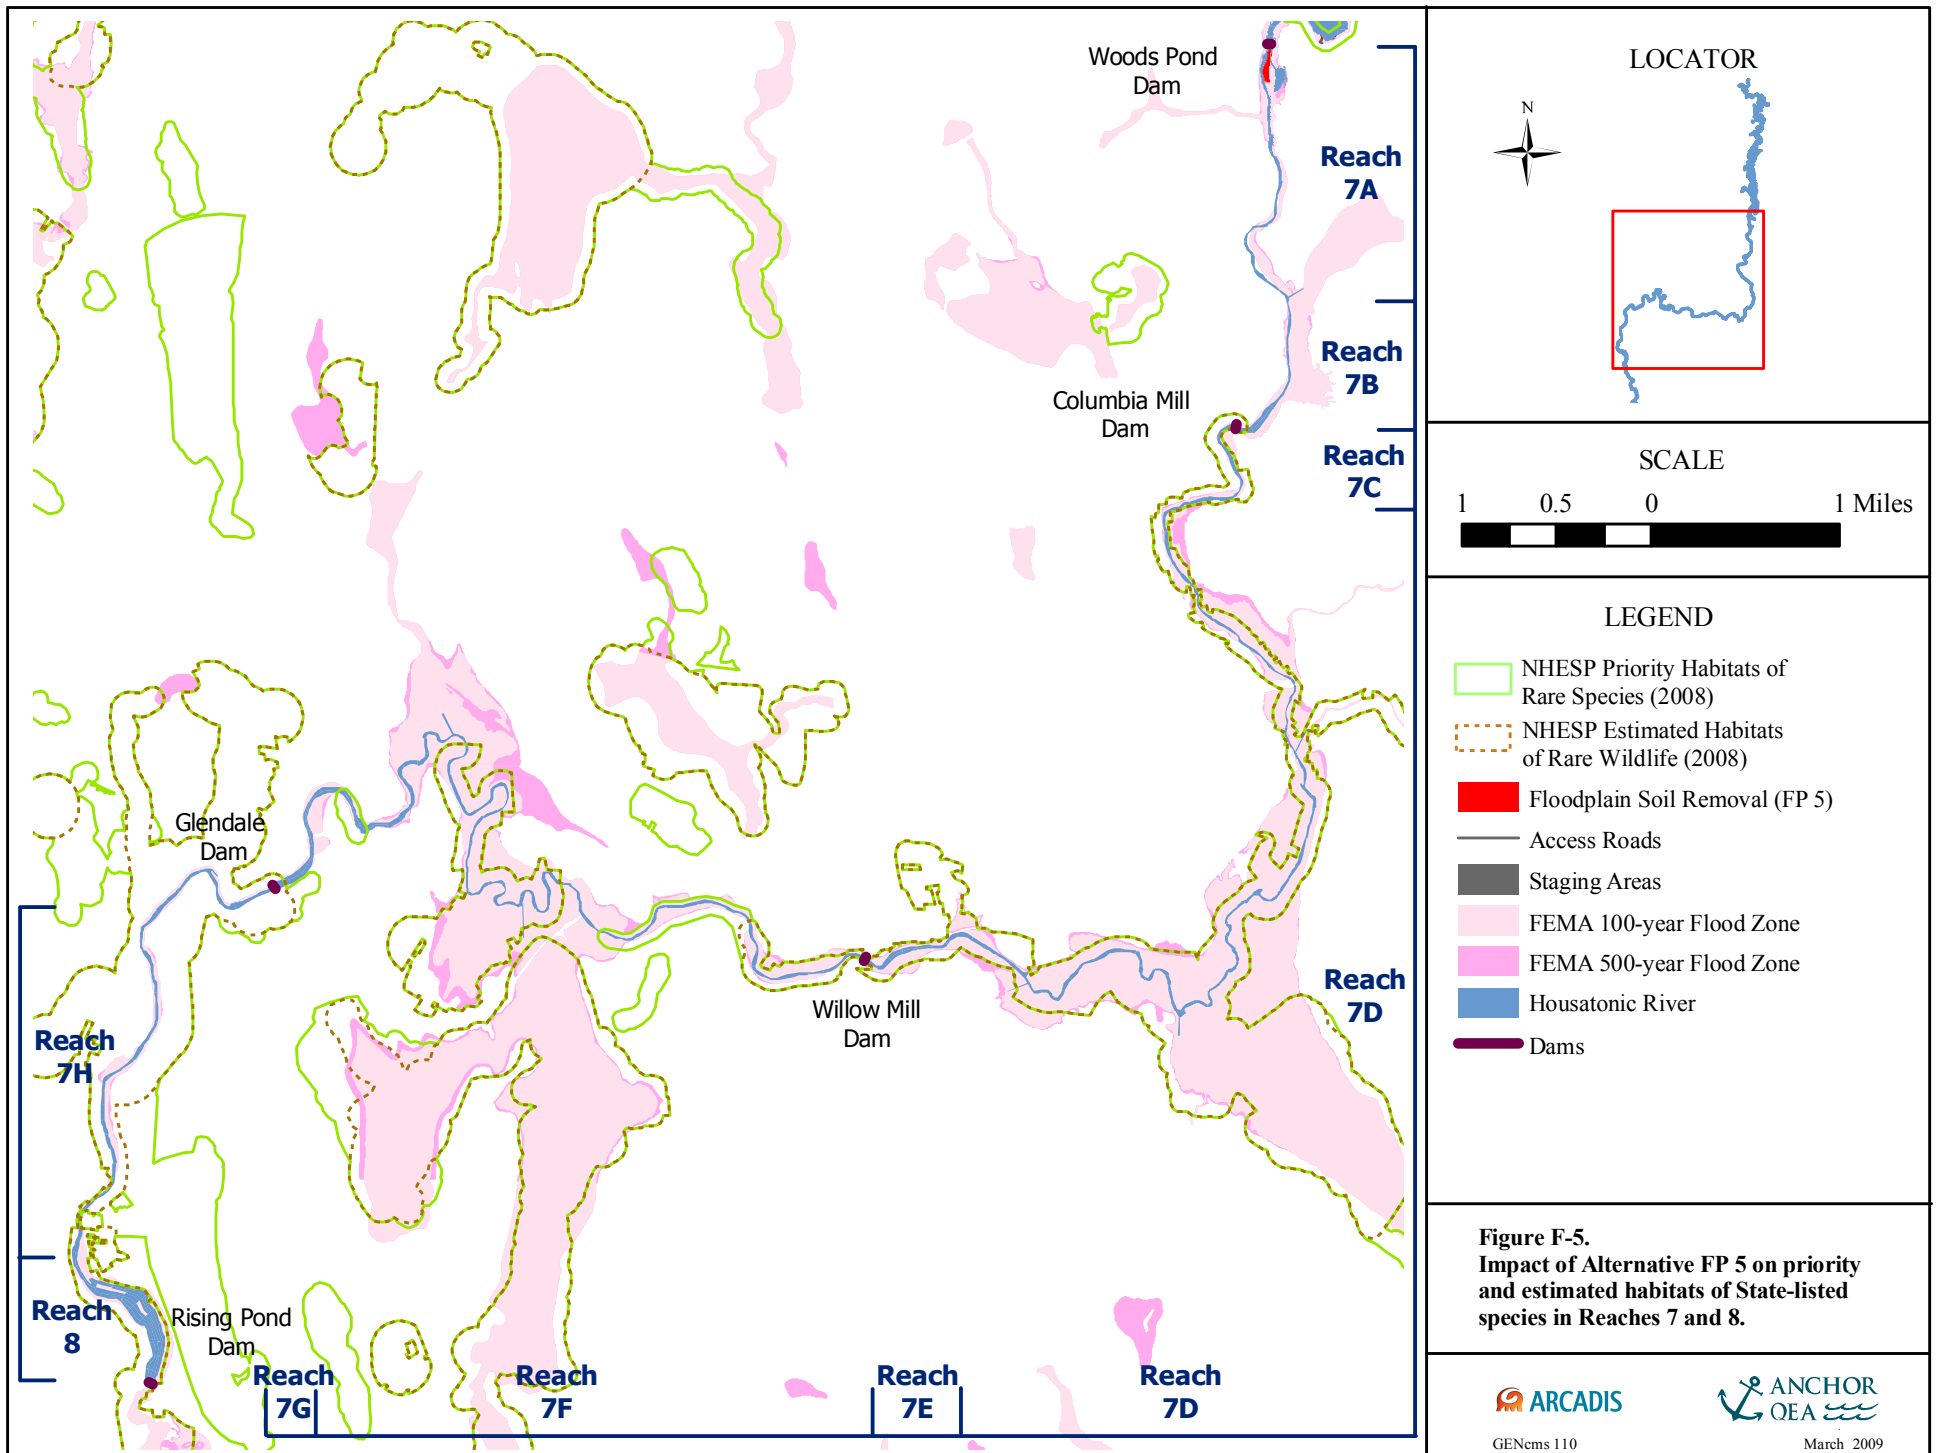 Woods Pond
Dam
Reach
7A
Reach
7B
Columbia Mill
Dam
Reach
7C
Glendale
Dam
Willow Mill
Dam
Reach
7D
Reach
7H
Reach
8
Rising Pond
Dam
Reach
7G
Reach
7F
Reach
7E
Reach
7D
LOCATOR
N
SCALE
1 0.5 0 1 Miles
LEGEND
NHESP Priority Habitats of
Rare Species (2008)
NHESP Estimated Habitats
of Rare Wildlife (2008)
Floodplain Soil Removal (FP 5)
Access Roads
Staging Areas
FEMA 100-year Flood Zone
FEMA 500-year Flood Zone
Housatonic River
Dams
Figure F-5.
Impact of Alternative FP 5 on priority
and estimated habitats of State-listed
species in Reaches 7 and 8.
ARCADIS
ANCHOR
QEA
GENcms 110
March 2009